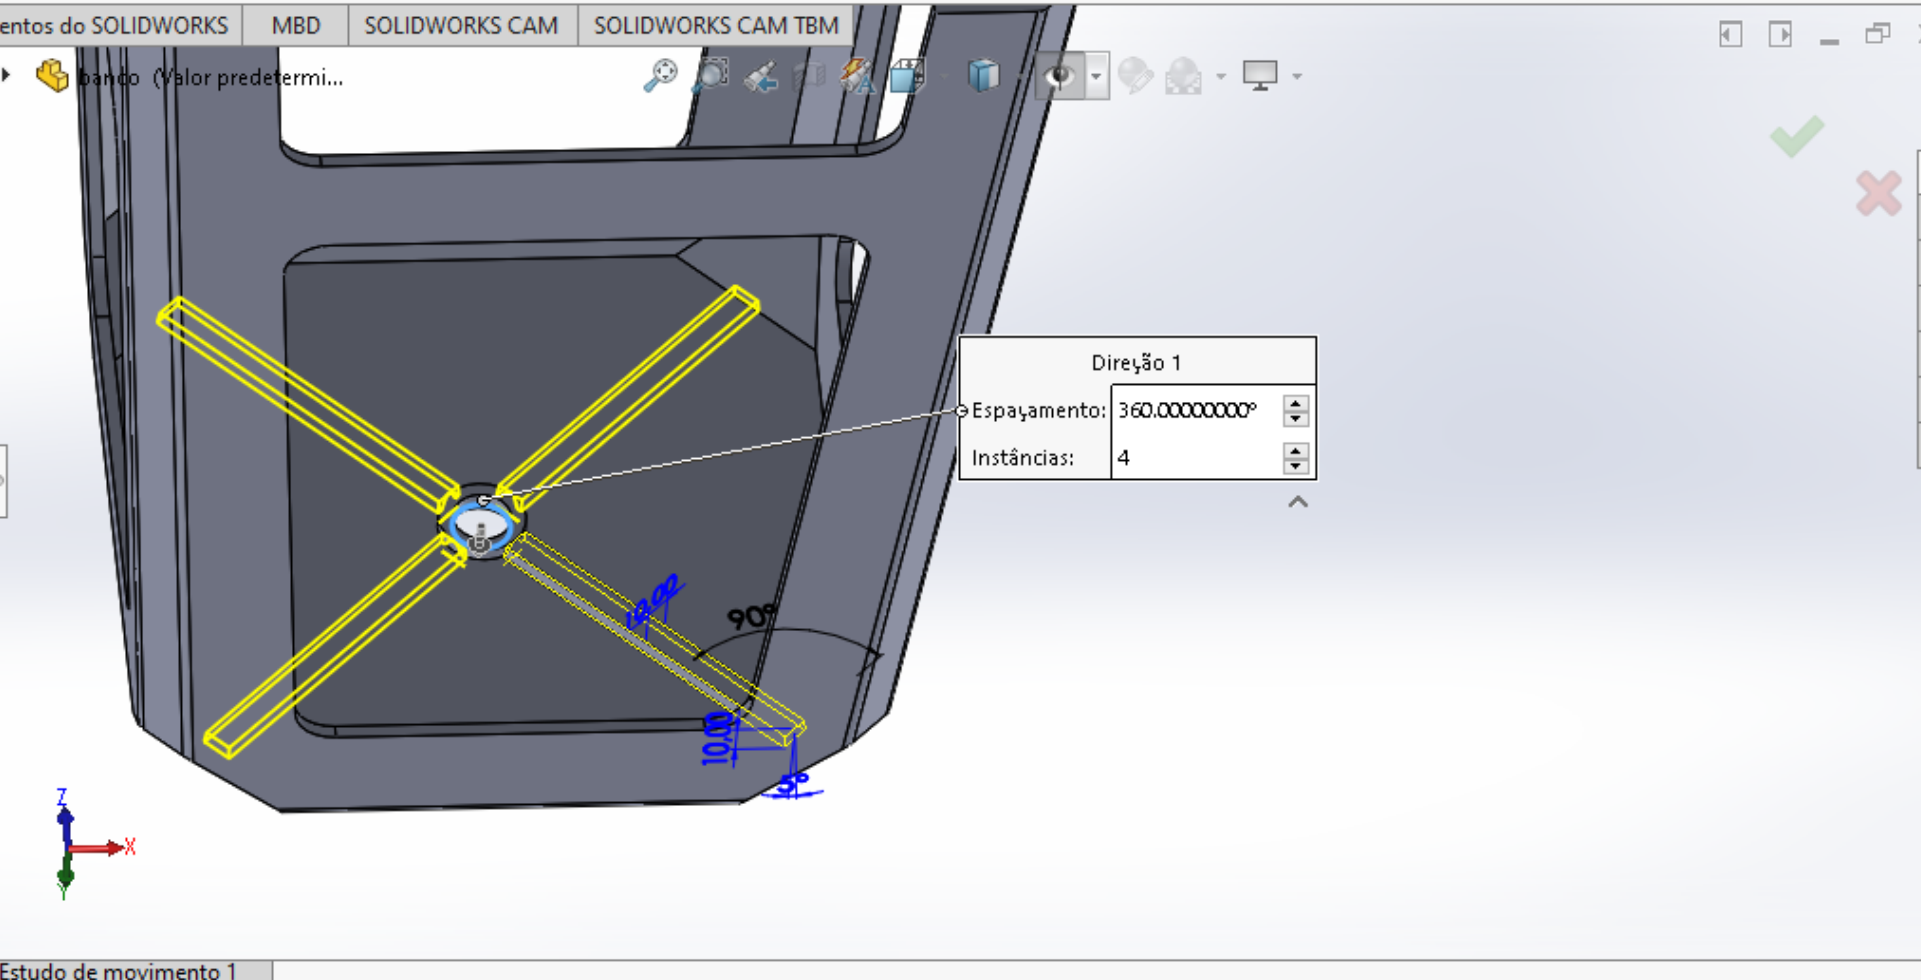 entos do SOLIDWORKS
MBD
SOLIDWORKS CAM
SOLIDWORKS CAM TBM
banco (Valor predetermi...
Direção 1
Espaçamento: 360.00000000°
Instâncias: 4
10,00
90°
10,00
5°
Z
X
Y
Estudo de movimento 1